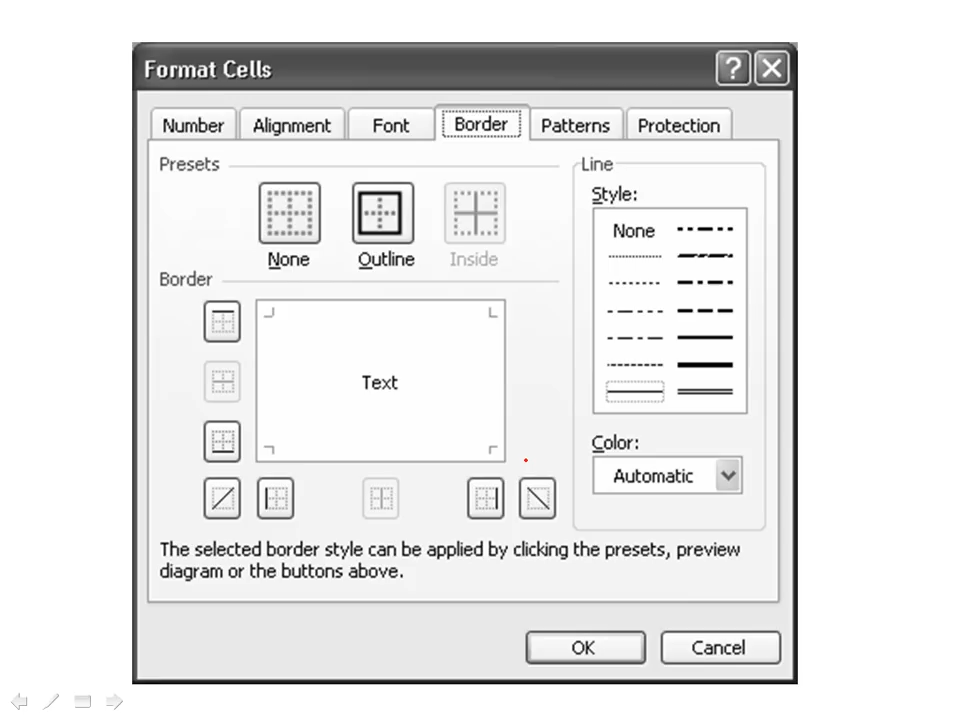 Format Cells
Number Alignment Font Border Patterns Protection
Presets
None Outline Inside
Border
Text
Line
Style:
None
Color:
Automatic
The selected border style can be applied by clicking the presets, preview
diagram or the buttons above.
OK Cancel